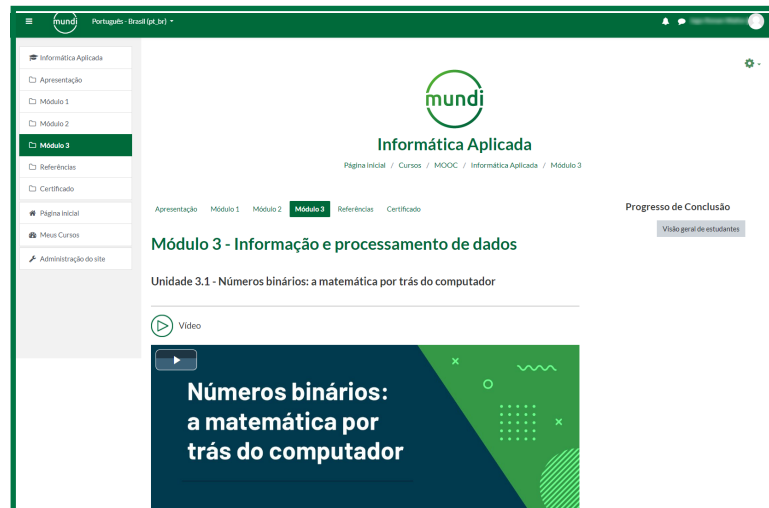 mundi
Português - Brasil (pt_br)
Informática Aplicada
Apresentação
Módulo 1
Módulo 2
Módulo 3
Referências
Certificado
Página inicial
Meus Cursos
Administração do site
mundi
Informática Aplicada
Página inicial / Cursos / MOOC / Informática Aplicada / Módulo 3
Apresentação Módulo 1 Módulo 2 Módulo 3 Referências Certificado
Progresso de Conclusão
Visão geral de estudantes
Módulo 3 - Informação e processamento de dados
Unidade 3.1 - Números binários: a matemática por trás do computador
Vídeo
Números binários:
a matemática por
trás do computador